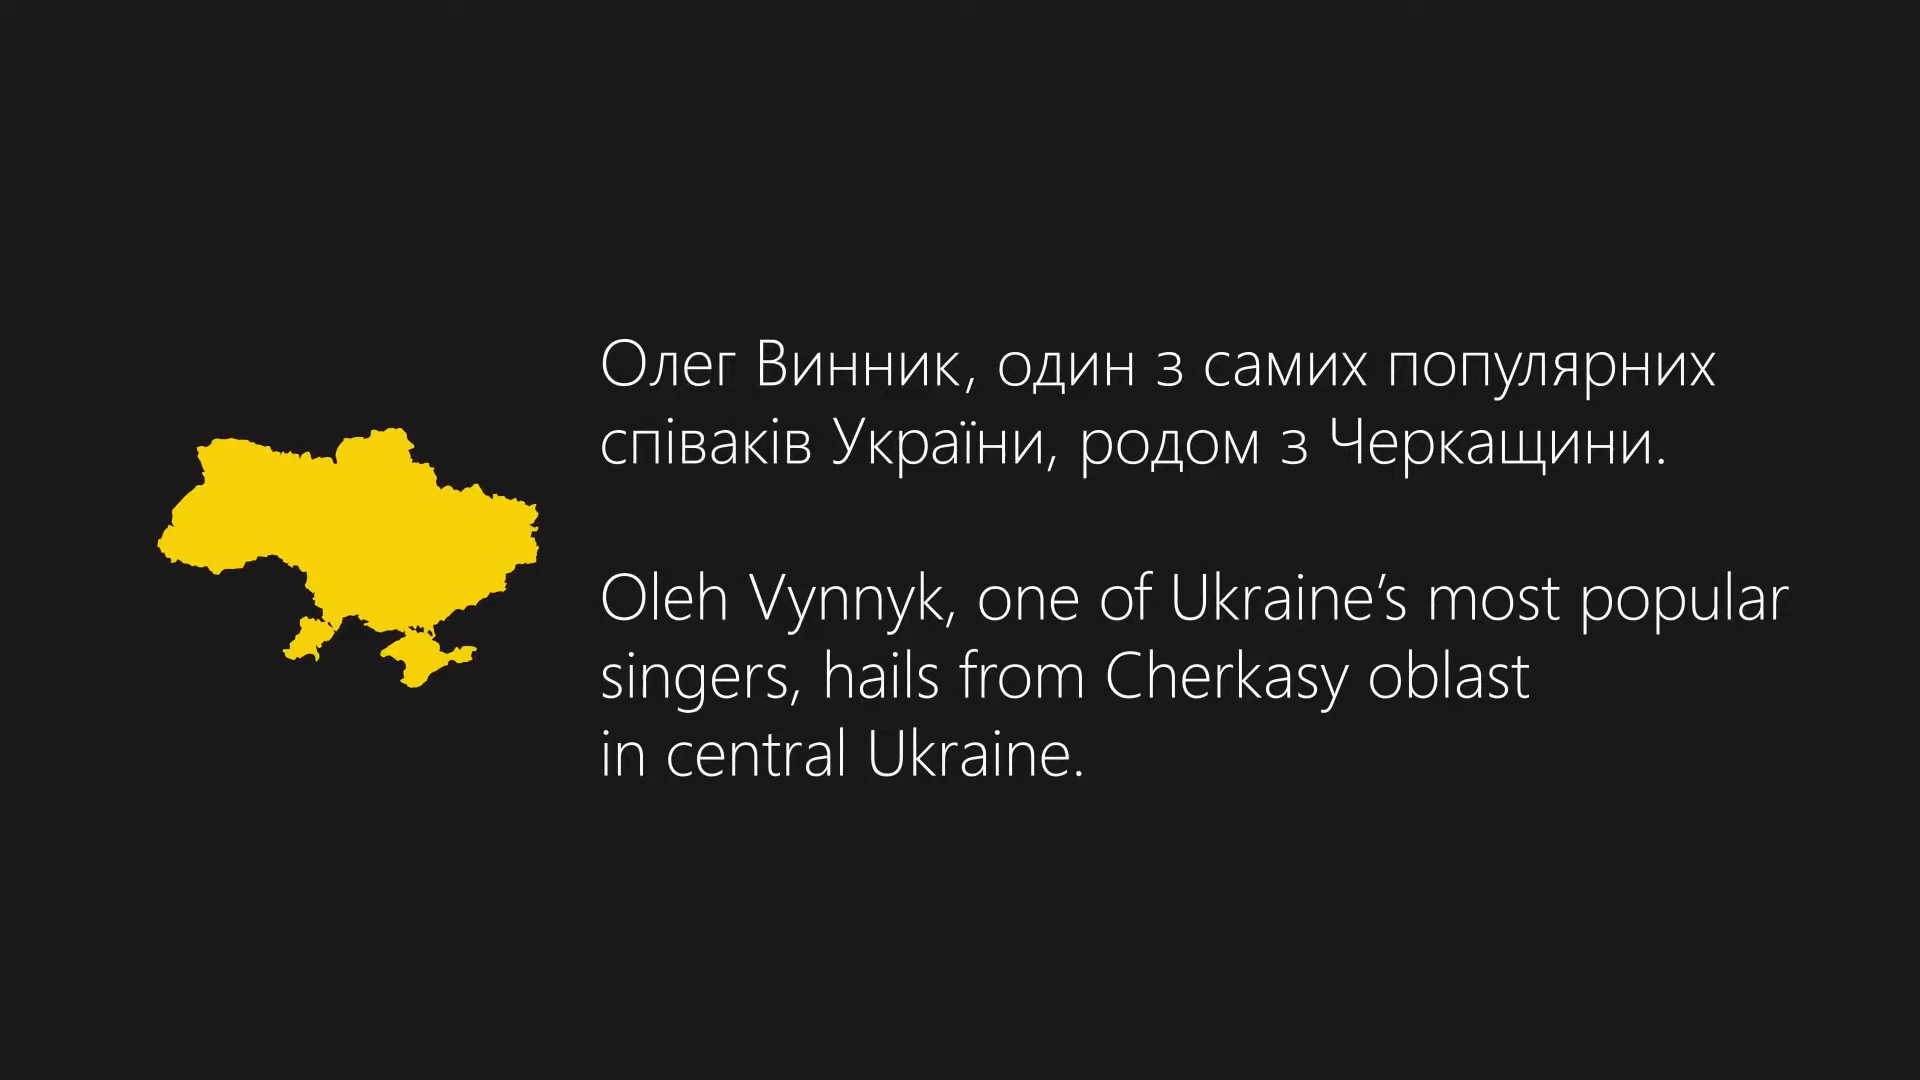 Олег Винник, один з самих популярних
співаків України, родом з Черкащини.
Oleh Vynnyk, one of Ukraine’s most popular
singers, hails from Cherkasy oblast
in central Ukraine.